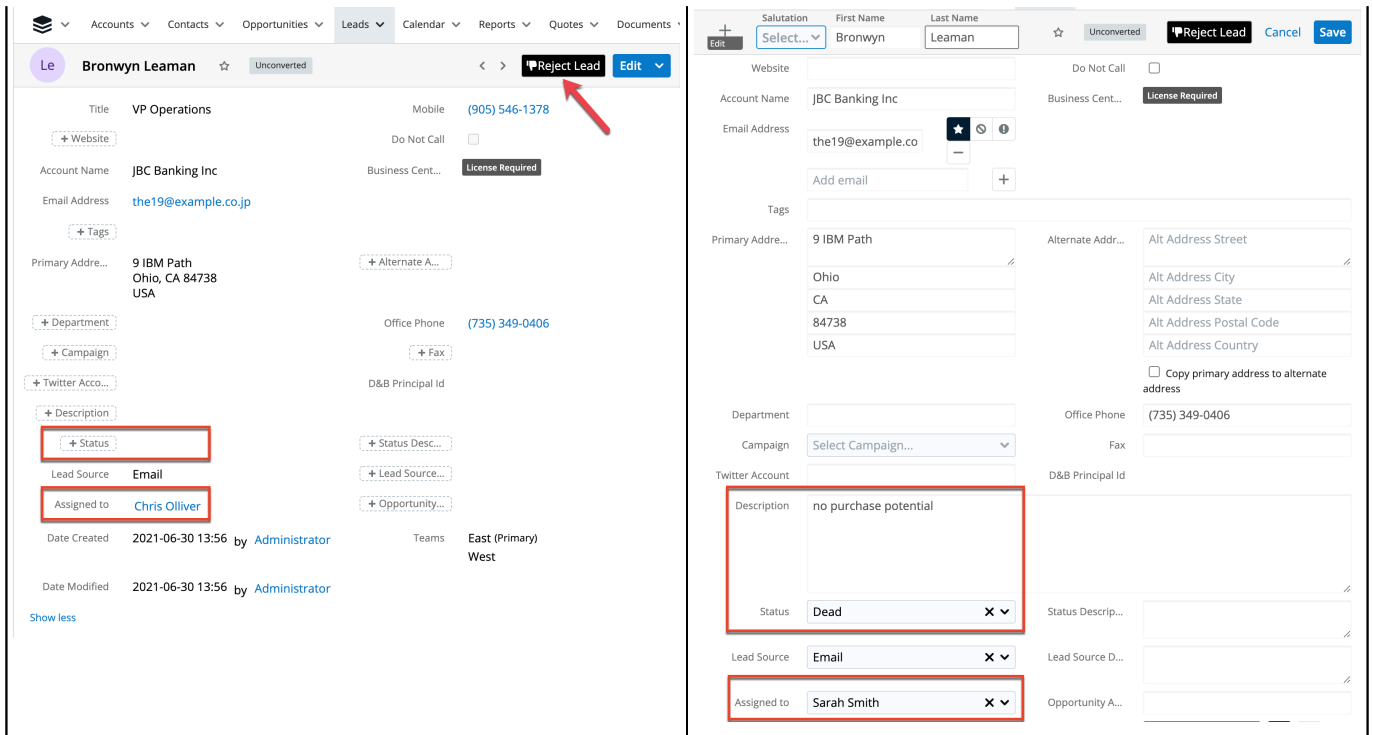 Accounts Contacts Opportunities Leads Calendar Reports Quotes Documents
Le Bronwyn Leaman Unconverted Reject Lead Edit
Title VP Operations Mobile (905) 546-1378
+ Website Do Not Call
Account Name JBC Banking Inc Business Cent... License Required
Email Address the19@example.co.jp
+ Tags
Primary Addre... 9 IBM Path + Alternate A...
Ohio, CA 84738
USA
+ Department Office Phone (735) 349-0406
+ Campaign + Fax
+ Twitter Acco... D&B Principal Id
+ Description
+ Status + Status Desc...
Lead Source Email + Lead Source...
Assigned to Chris Olliver + Opportunity...
Date Created 2021-06-30 13:56 by Administrator Teams East (Primary)
West
Date Modified 2021-06-30 13:56 by Administrator
Show less
Salutation First Name Last Name
Edit Select... Bronwyn Leaman Unconverted Reject Lead Cancel Save
Website Do Not Call
Account Name JBC Banking Inc Business Cent... License Required
Email Address the19@example.co
Add email
Tags
Primary Addre... 9 IBM Path Alternate Addr... Alt Address Street
Ohio Alt Address City
CA Alt Address State
84738 Alt Address Postal Code
USA Alt Address Country
Copy primary address to alternate
address
Department Office Phone (735) 349-0406
Campaign Select Campaign... Fax
Twitter Account D&B Principal Id
Description no purchase potential
Status Dead Status Descrip...
Lead Source Email Lead Source D...
Assigned to Sarah Smith Opportunity A...